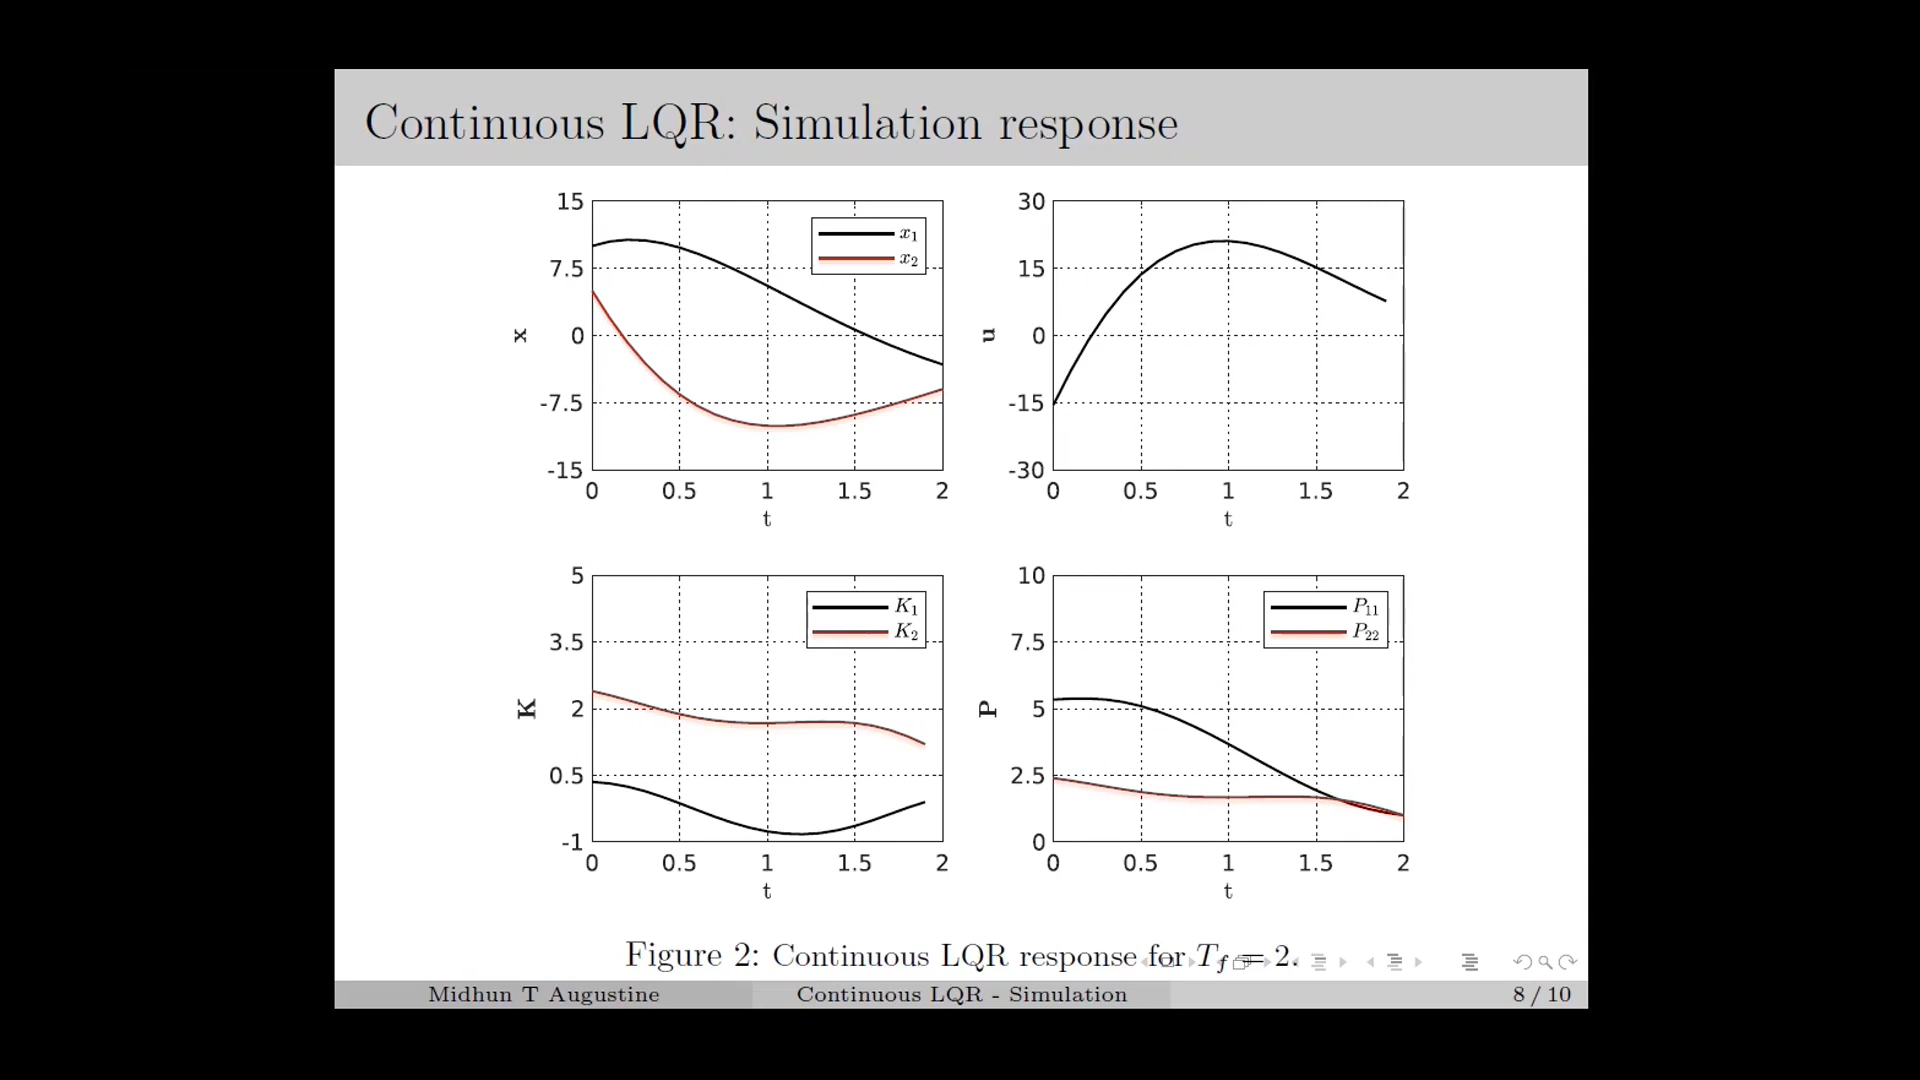 Continuous LQR: Simulation response
15
7.5
0
-7.5
-15
x
0 0.5 1 1.5 2
t
x1
x2
30
15
0
-15
-30
u
0 0.5 1 1.5 2
t
5
3.5
2
0.5
-1
K
0 0.5 1 1.5 2
t
K1
K2
10
7.5
5
2.5
0
P
0 0.5 1 1.5 2
t
P11
P22
Figure 2: Continuous LQR response for Tf = 2.
Midhun T Augustine Continuous LQR - Simulation 8 / 10